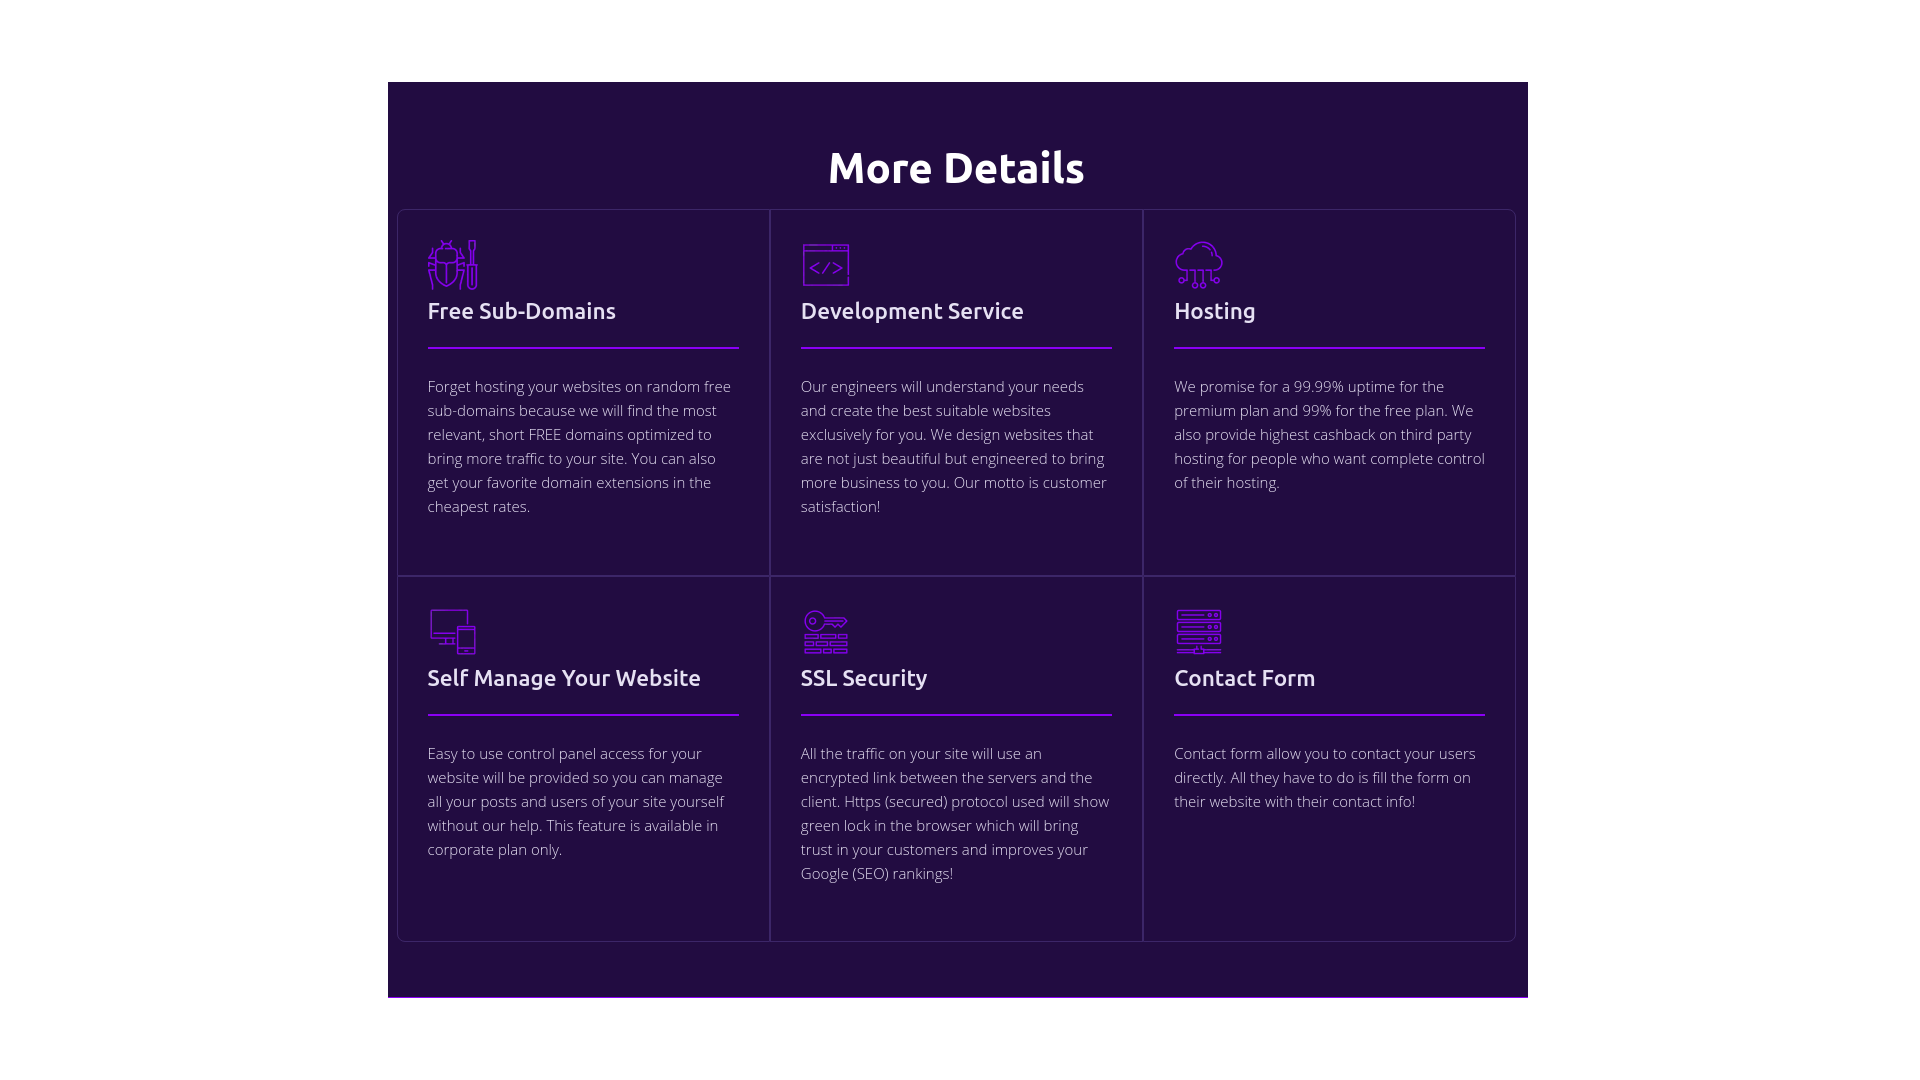 More Details
Free Sub-Domains
Forget hosting your websites on random free
sub-domains because we will find the most
relevant, short FREE domains optimized to
bring more traffic to your site. You can also
get your favorite domain extensions in the
cheapest rates.
Development Service
Our engineers will understand your needs
and create the best suitable websites
exclusively for you. We design websites that
are not just beautiful but engineered to bring
more business to you. Our motto is customer
satisfaction!
Hosting
We promise for a 99.99% uptime for the
premium plan and 99% for the free plan. We
also provide highest cashback on third party
hosting for people who want complete control
of their hosting.
Self Manage Your Website
Easy to use control panel access for your
website will be provided so you can manage
all your posts and users of your site yourself
without our help. This feature is available in
corporate plan only.
SSL Security
All the traffic on your site will use an
encrypted link between the servers and the
client. Https (secured) protocol used will show
green lock in the browser which will bring
trust in your customers and improves your
Google (SEO) rankings!
Contact Form
Contact form allow you to contact your users
directly. All they have to do is fill the form on
their website with their contact info!